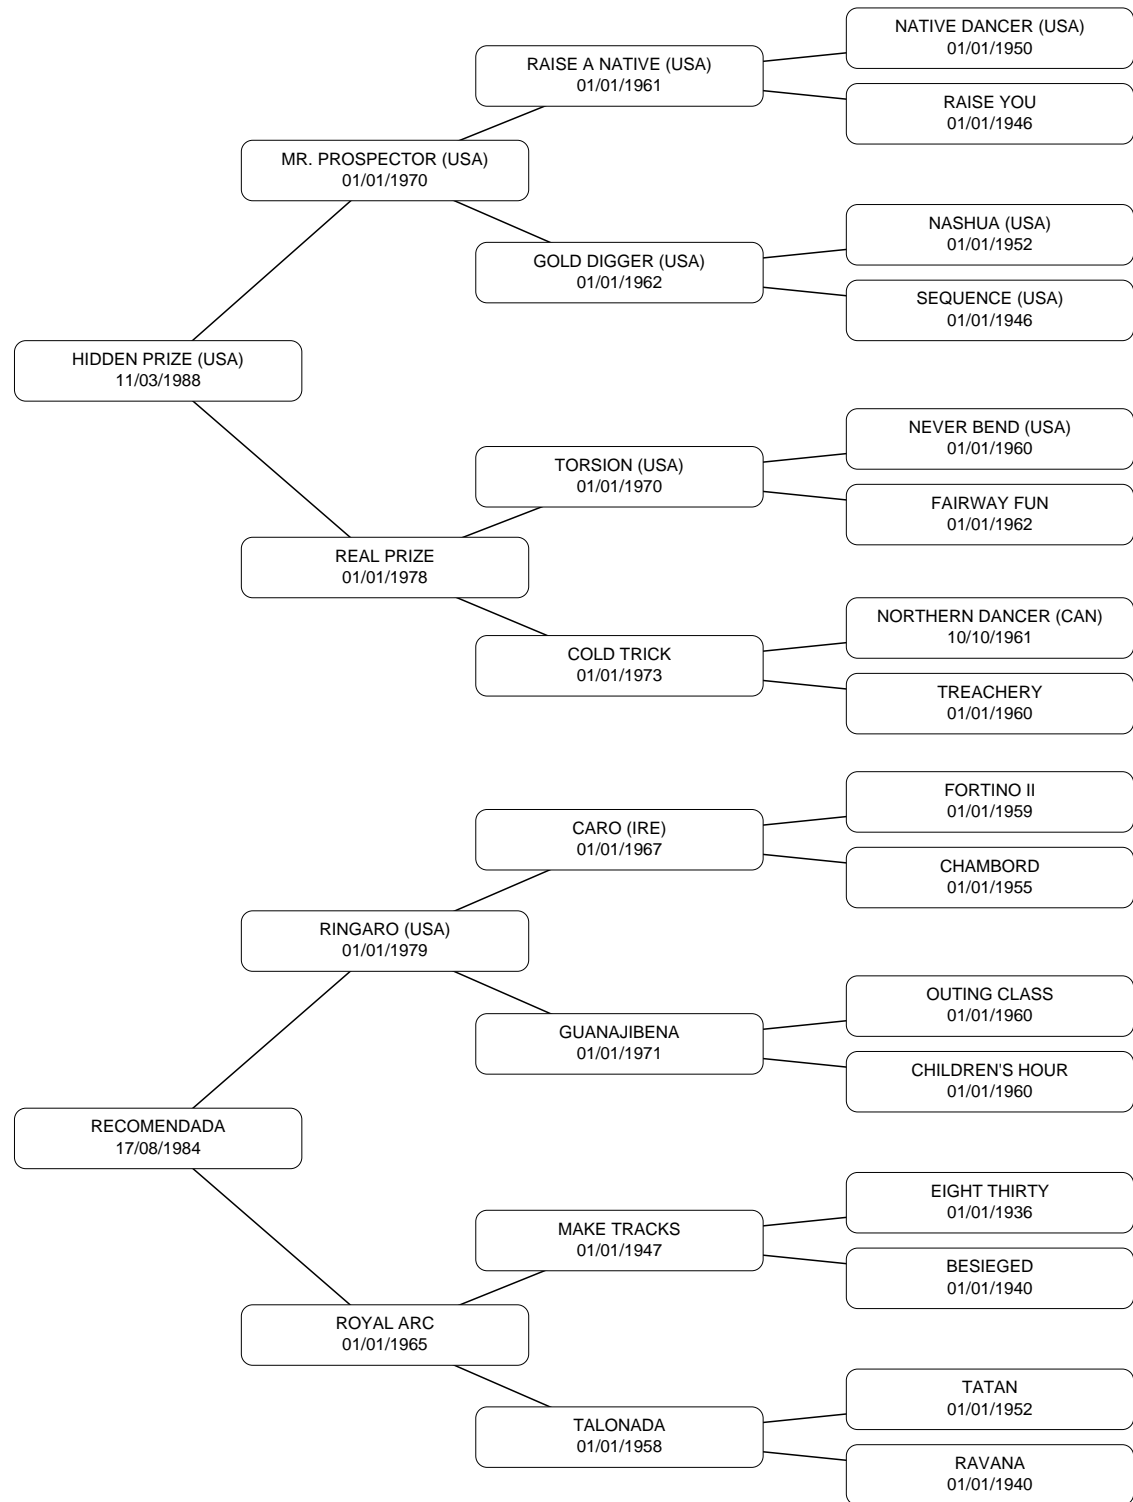 NATIVE DANCER (USA)
01/01/1950
RAISE A NATIVE (USA)
01/01/1961
RAISE YOU
01/01/1946
MR. PROSPECTOR (USA)
01/01/1970
NASHUA (USA)
01/01/1952
GOLD DIGGER (USA)
01/01/1962
SEQUENCE (USA)
01/01/1946
HIDDEN PRIZE (USA)
11/03/1988
NEVER BEND (USA)
01/01/1960
TORSION (USA)
01/01/1970
FAIRWAY FUN
01/01/1962
REAL PRIZE
01/01/1978
NORTHERN DANCER (CAN)
10/10/1961
COLD TRICK
01/01/1973
TREACHERY
01/01/1960
FORTINO II
01/01/1959
CARO (IRE)
01/01/1967
CHAMBORD
01/01/1955
RINGARO (USA)
01/01/1979
OUTING CLASS
01/01/1960
GUANAJIBENA
01/01/1971
CHILDREN'S HOUR
01/01/1960
RECOMENDADA
17/08/1984
EIGHT THIRTY
01/01/1936
MAKE TRACKS
01/01/1947
BESIEGED
01/01/1940
ROYAL ARC
01/01/1965
TATAN
01/01/1952
TALONADA
01/01/1958
RAVANA
01/01/1940